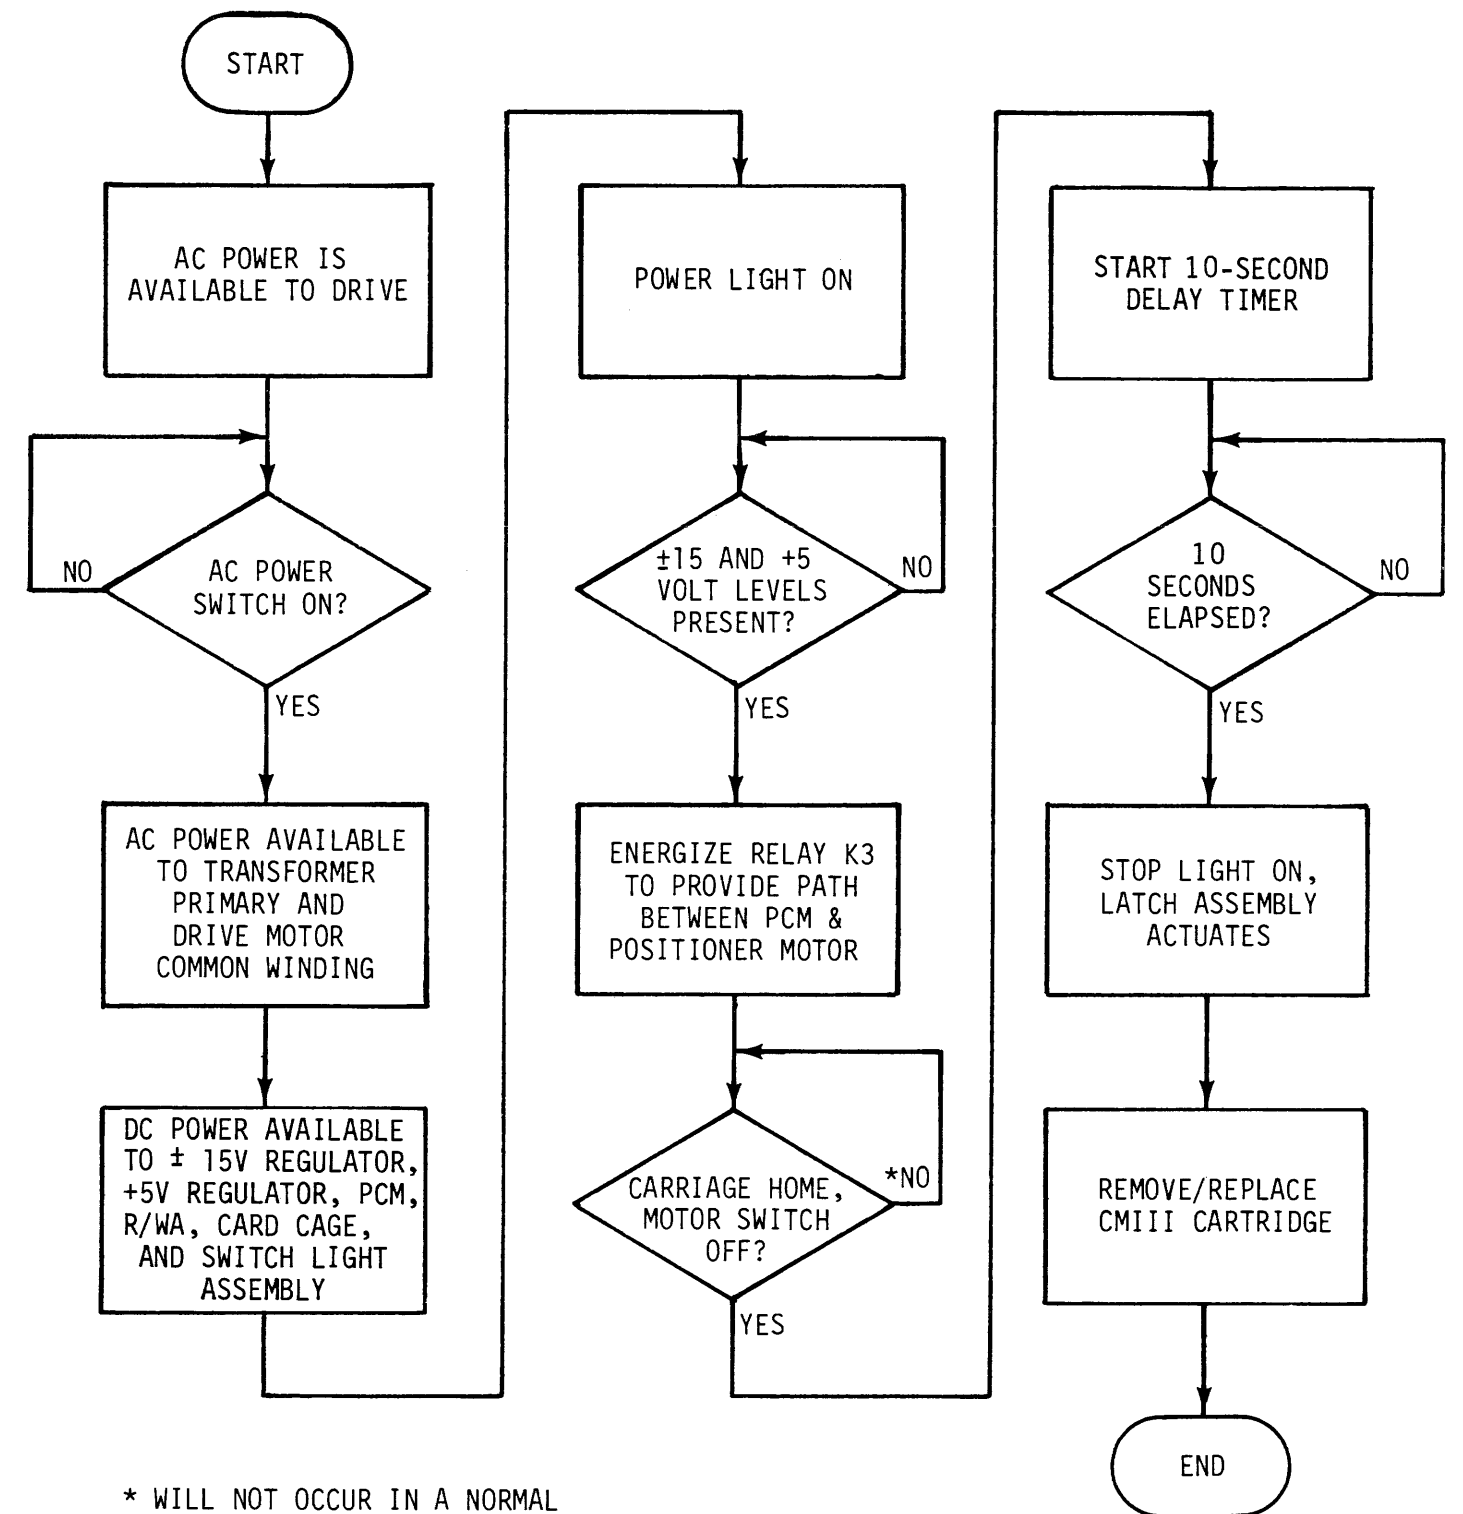 START
AC POWER IS
AVAILABLE TO DRIVE
NO
AC POWER
SWITCH ON?
YES
AC POWER AVAILABLE
TO TRANSFORMER
PRIMARY AND
DRIVE MOTOR
COMMON WINDING
DC POWER AVAILABLE
TO ± 15V REGULATOR,
+5V REGULATOR, PCM,
R/WA, CARD CAGE,
AND SWITCH LIGHT
ASSEMBLY
POWER LIGHT ON
±15 AND +5
VOLT LEVELS
PRESENT?
NO
YES
ENERGIZE RELAY K3
TO PROVIDE PATH
BETWEEN PCM &
POSITIONER MOTOR
*NO
CARRIAGE HOME,
MOTOR SWITCH
OFF?
YES
START 10-SECOND
DELAY TIMER
10
SECONDS
ELAPSED?
NO
YES
STOP LIGHT ON,
LATCH ASSEMBLY
ACTUATES
REMOVE/REPLACE
CMIII CARTRIDGE
END
* WILL NOT OCCUR IN A NORMAL